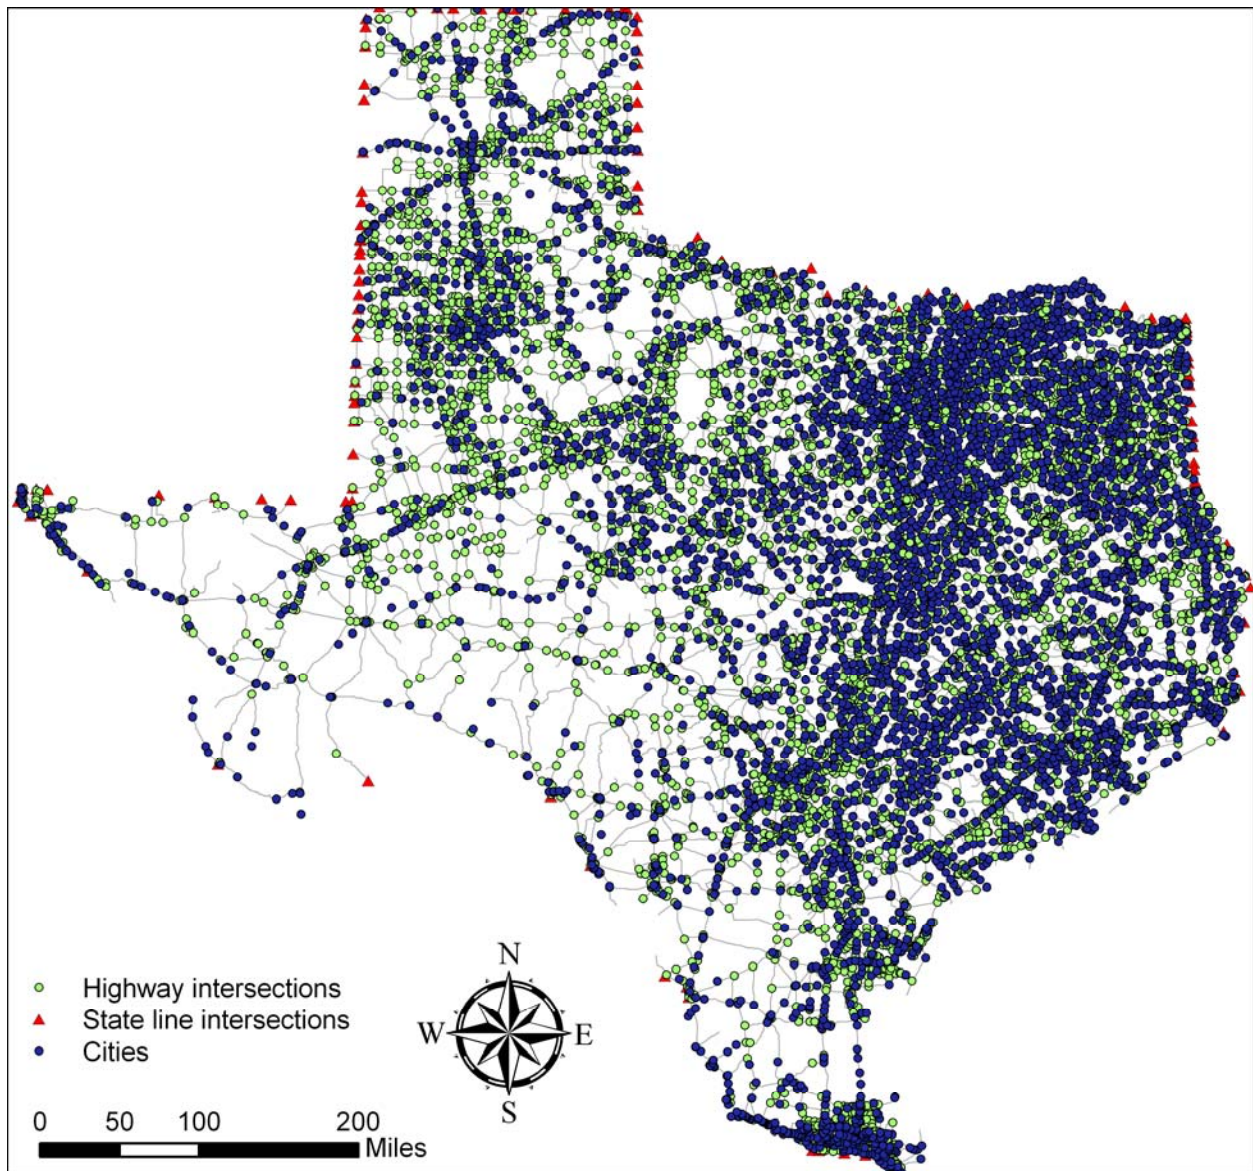 N
W E
S
Highway intersections
State line intersections
Cities
0 50 100 200
Miles